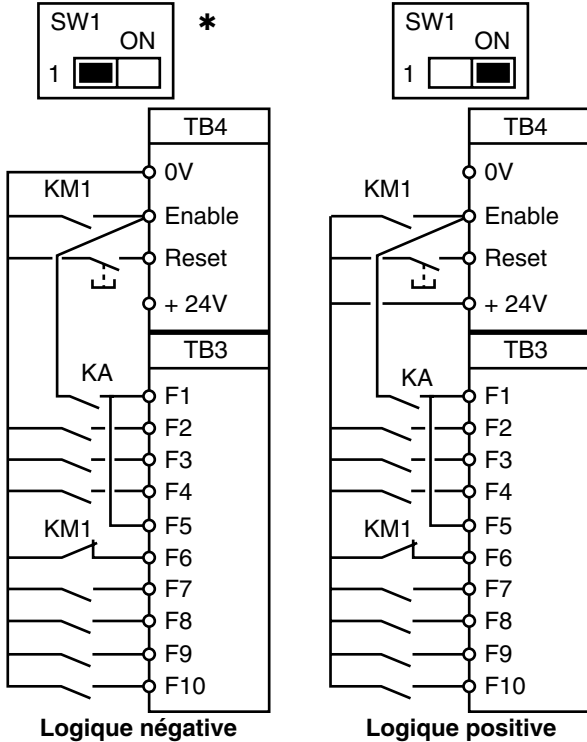 SW1
ON
1
*
TB4
0V
KM1
Enable
Reset
+ 24V
TB3
KA
F1
F2
F3
F4
F5
KM1
F6
F7
F8
F9
F10
Logique négative
SW1
ON
1
TB4
0V
KM1
Enable
Reset
+ 24V
TB3
KA
F1
F2
F3
F4
F5
KM1
F6
F7
F8
F9
F10
Logique positive